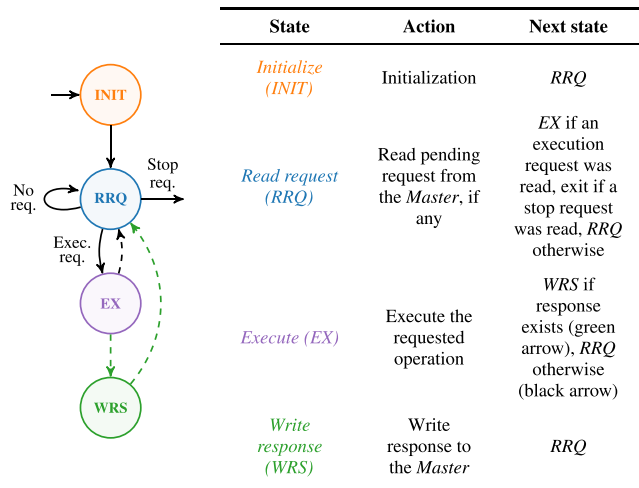 INIT
RRQ
Stop
req.
No
req.
Exec.
req.
EX
WRS
State Action Next state
Initialize
(INIT)
Initialization
RRQ
Read request
(RRQ)
Read pending
request from
the Master, if
any
EX if an
execution
request was
read, exit if a
stop request
was read, RRQ
otherwise
Execute (EX)
Execute the
requested
operation
WRS if
response
exists (green
arrow), RRQ
otherwise
(black arrow)
Write
response
(WRS)
Write
response to
the Master
RRQ